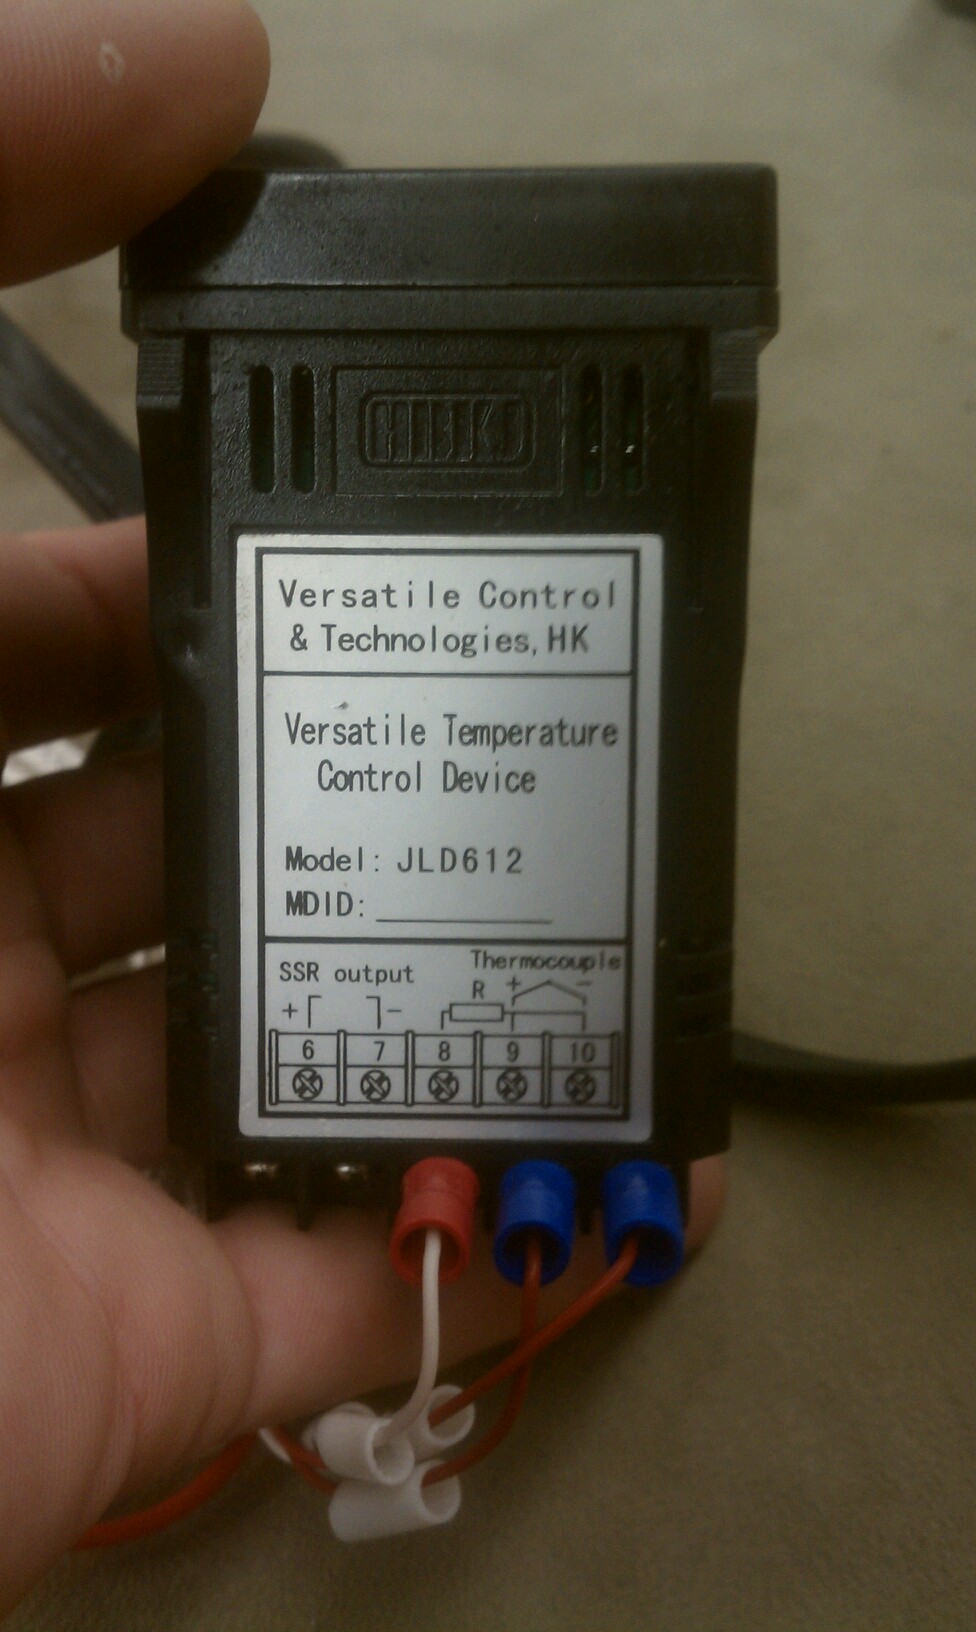 Versatile Control
& Technologies, HK
Versatile Temperature
Control Device
Model: JLD612
MDID:
SSR output
Thermocouple
R
+ - + -
6 7 8 9 10